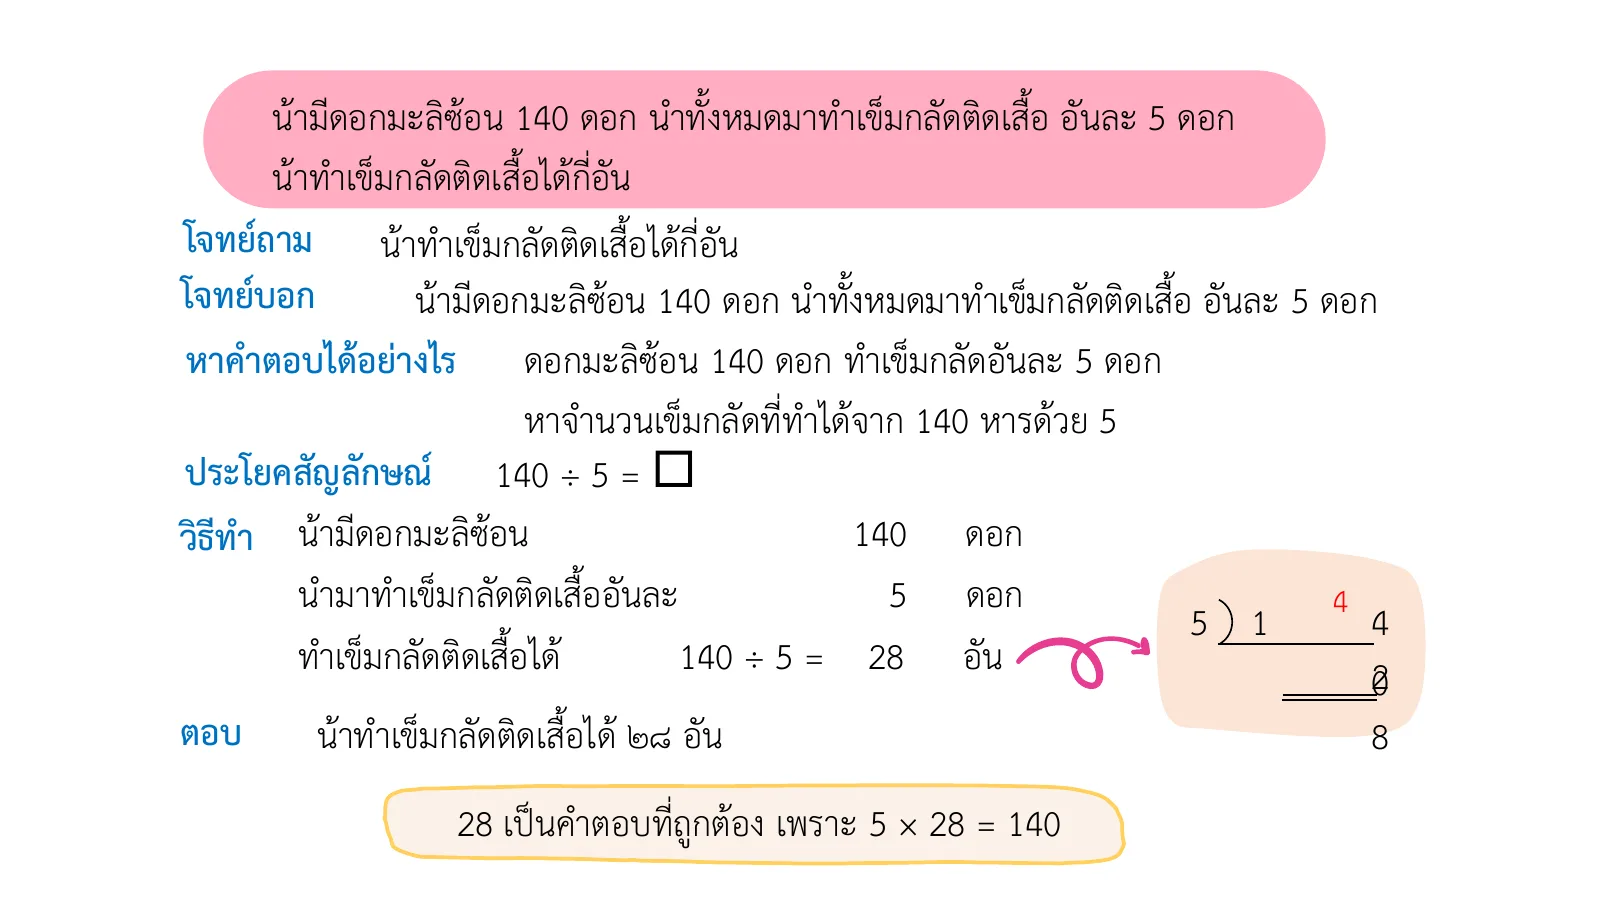 น้ามีดอกมะลิซ้อน 140 ดอก นำทั้งหมดมาทำเข็มกลัดติดเสื้อ อันละ 5 ดอก
น้าทำเข็มกลัดติดเสื้อได้กี่อัน
โจทย์ถาม น้าทำเข็มกลัดติดเสื้อได้กี่อัน
โจทย์บอก น้ามีดอกมะลิซ้อน 140 ดอก นำทั้งหมดมาทำเข็มกลัดติดเสื้อ อันละ 5 ดอก
หาคำตอบได้อย่างไร ดอกมะลิซ้อน 140 ดอก ทำเข็มกลัดอันละ 5 ดอก
หาจำนวนเข็มกลัดที่ทำได้จาก 140 หารด้วย 5
ประโยคสัญลักษณ์ 140 ÷ 5 = □
วิธีทำ น้ามีดอกมะลิซ้อน 140 ดอก
นำมาทำเข็มกลัดติดเสื้ออันละ 5 ดอก
ทำเข็มกลัดติดเสื้อได้ 140 ÷ 5 = 28 อัน
4
5 ) 1 4
0
2
8
ตอบ น้าทำเข็มกลัดติดเสื้อได้ ๒๘ อัน
28 เป็นคำตอบที่ถูกต้อง เพราะ 5 × 28 = 140